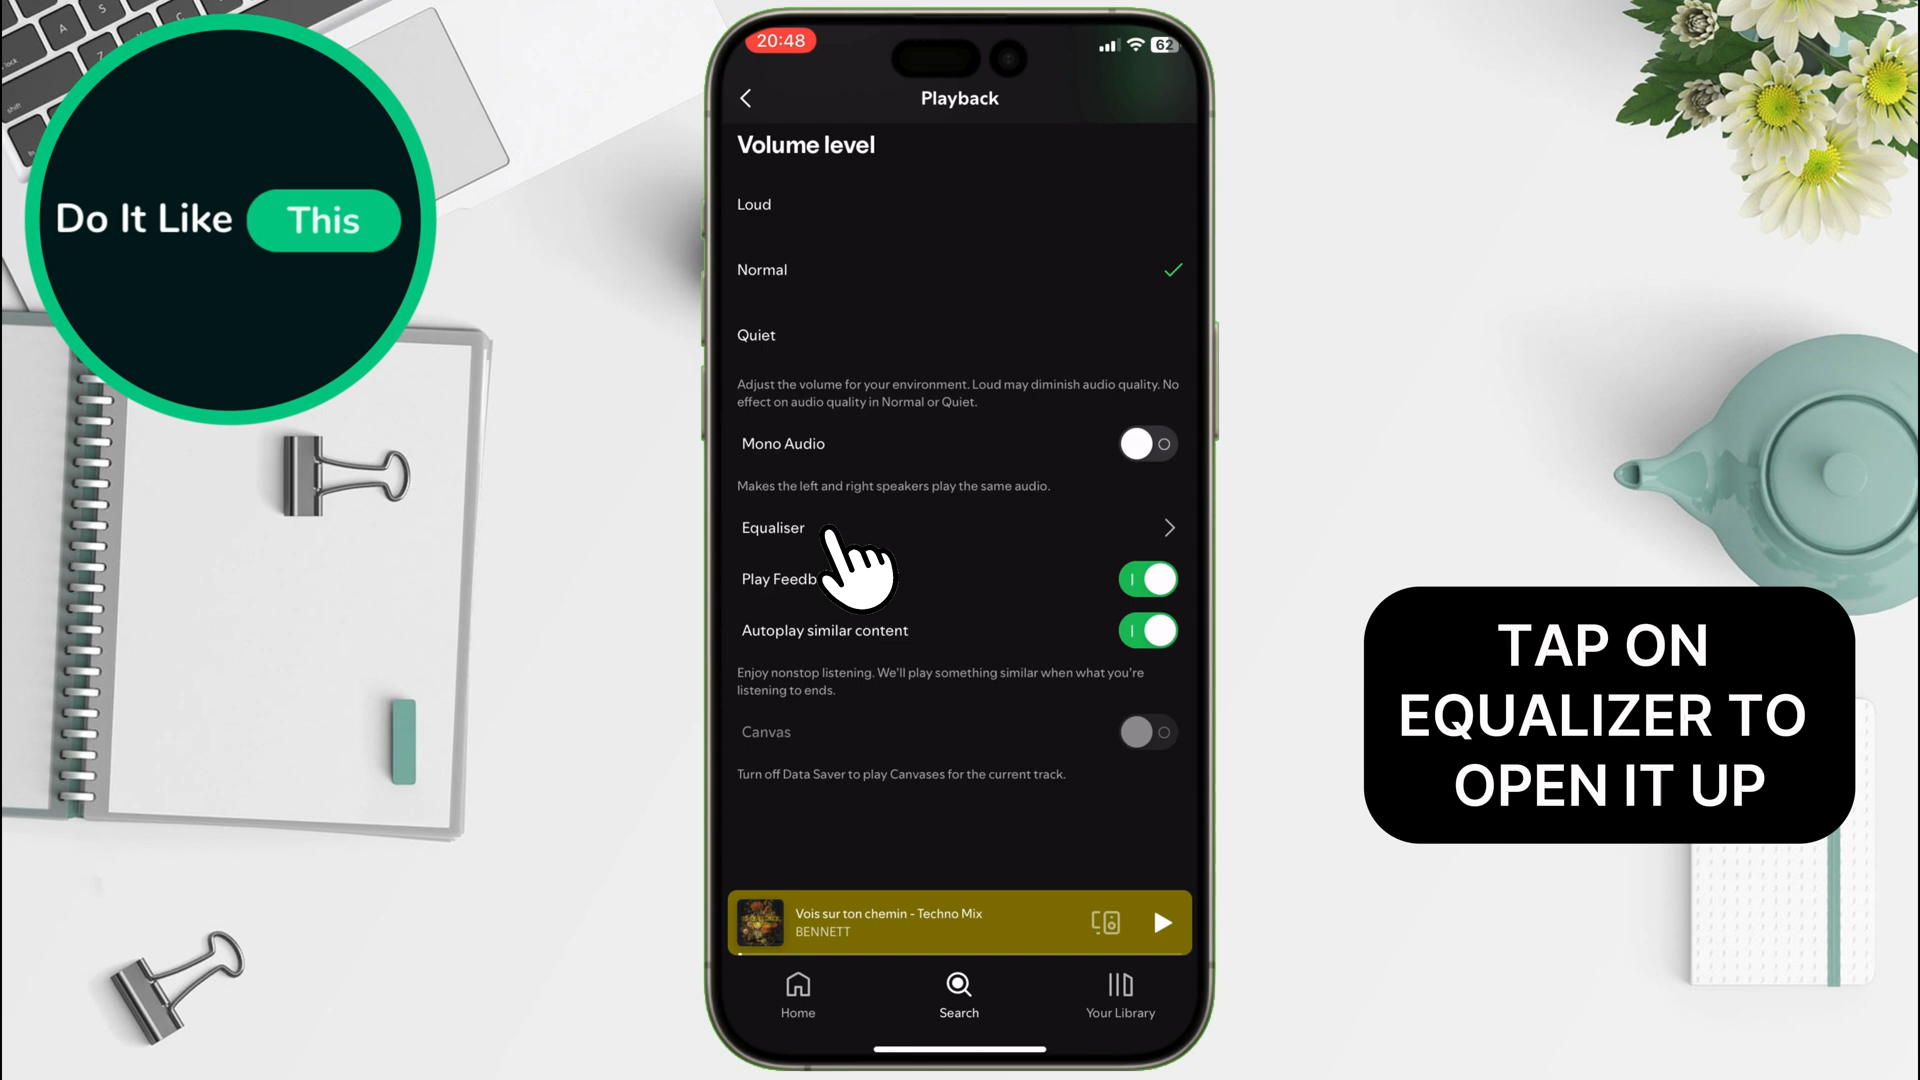 Do It Like This
20:48
62
Playback
Volume level
Loud
Normal
Quiet
Adjust the volume for your environment. Loud may diminish audio quality. No
effect on audio quality in Normal or Quiet.
Mono Audio
Makes the left and right speakers play the same audio.
Equaliser
Play Feedb
Autoplay similar content
Enjoy nonstop listening. We'll play something similar when what you're
listening to ends.
Canvas
Turn off Data Saver to play Canvases for the current track.
Vois sur ton chemin - Techno Mix
BENNETT
Home
Search
Your Library
TAP ON
EQUALIZER TO
OPEN IT UP